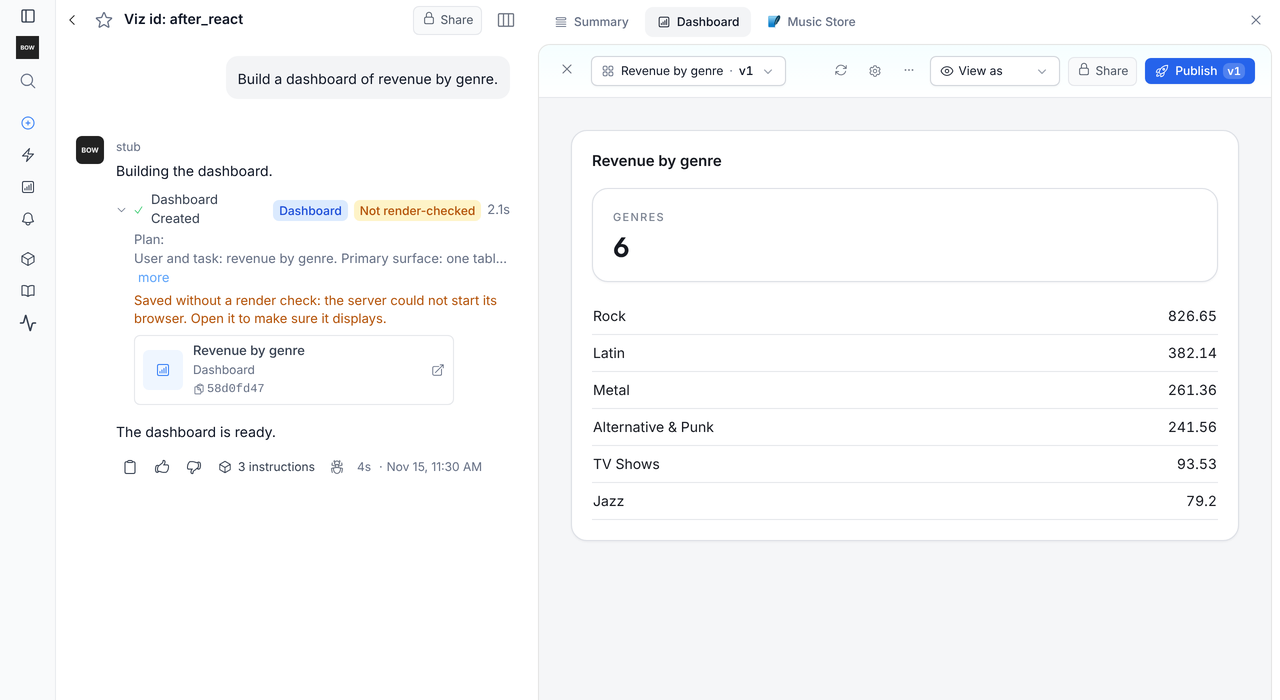 Viz id: after_react
Share
Build a dashboard of revenue by genre.
BOW
BOW
stub
Building the dashboard.
Dashboard Created
Dashboard
Not render-checked
2.1s
Plan:
User and task: revenue by genre. Primary surface: one tabl...
more
Saved without a render check: the server could not start its
browser. Open it to make sure it displays.
Revenue by genre
Dashboard
58d0fd47
The dashboard is ready.
3 instructions
4s · Nov 15, 11:30 AM
Summary
Dashboard
Music Store
Revenue by genre · v1
View as
Share
Publish v1
Revenue by genre
GENRES
6
Rock 826.65
Latin 382.14
Metal 261.36
Alternative & Punk 241.56
TV Shows 93.53
Jazz 79.2